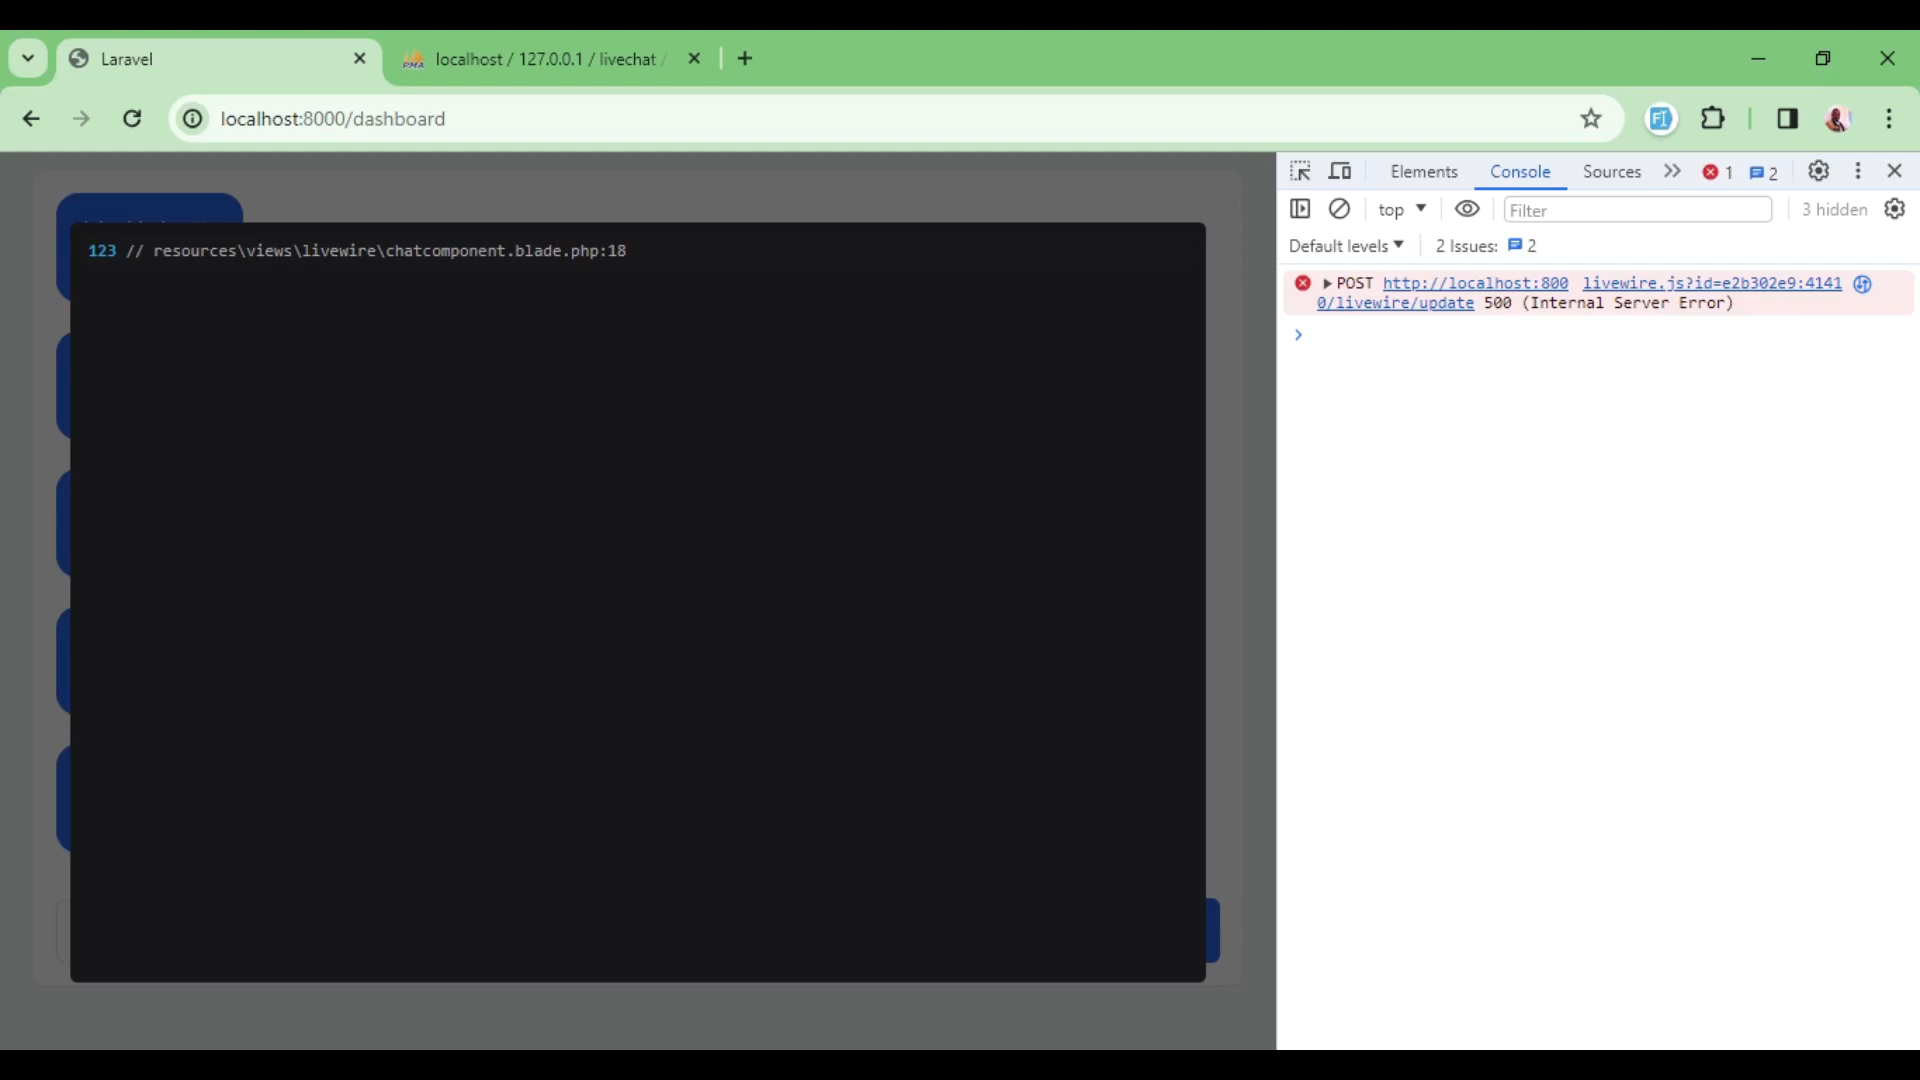 Laravel
PMA
localhost / 127.0.0.1 / livechat /
localhost:8000/dashboard
Elements
Console
Sources
1
2
top
Filter
3 hidden
Default levels
2 Issues:
2
123 // resources\views\livewire\chatcomponent.blade.php:18
POST http://localhost:800 livewire.js?id=e2b302e9:4141
0/livewire/update 500 (Internal Server Error)